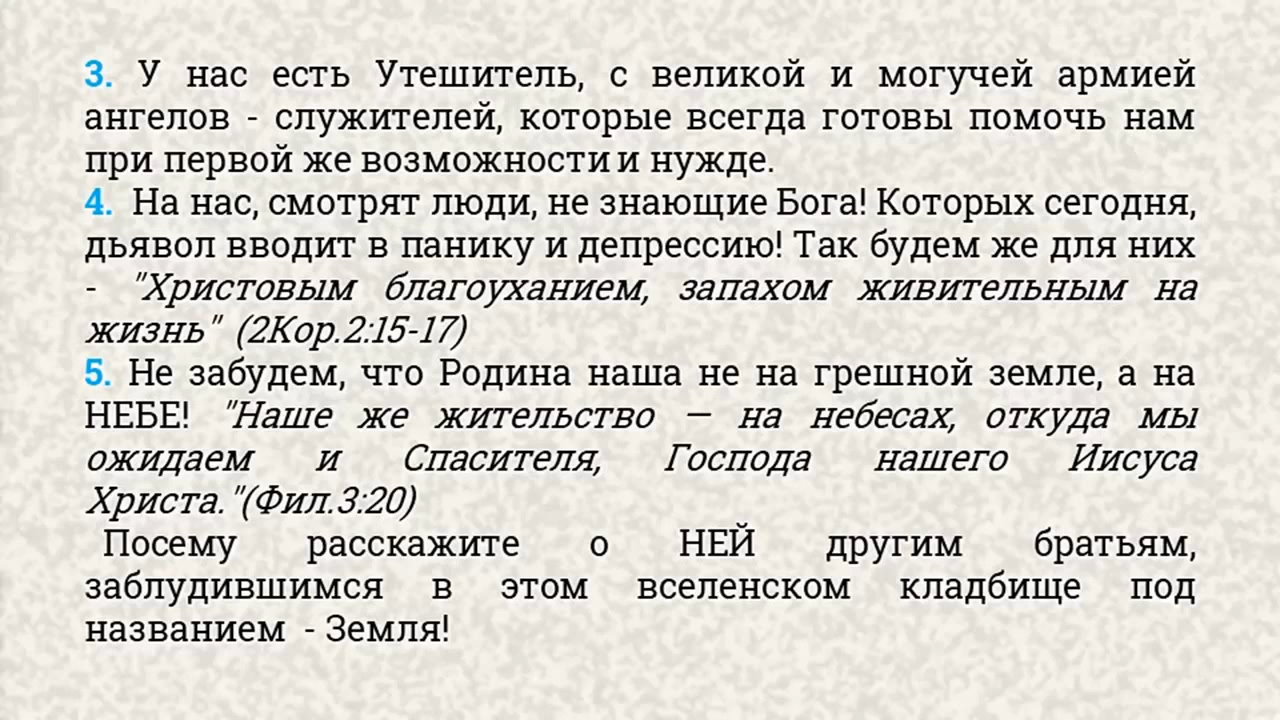 3. У нас есть Утешитель, с великой и могучей армией
ангелов - служителей, которые всегда готовы помочь нам
при первой же возможности и нужде.
4. На нас, смотрят люди, не знающие Бога! Которых сегодня,
дьявол вводит в панику и депрессию! Так будем же для них
- "Христовым благоуханием, запахом живительным на
жизнь" (2Кор.2:15-17)
5. Не забудем, что Родина наша не на грешной земле, а на
НЕБЕ! "Наше же жительство — на небесах, откуда мы
ожидаем и Спасителя, Господа нашего Иисуса
Христа."(Фил.3:20)
Посему расскажите о НЕЙ другим братьям,
заблудившимся в этом вселенском кладбище под
названием - Земля!